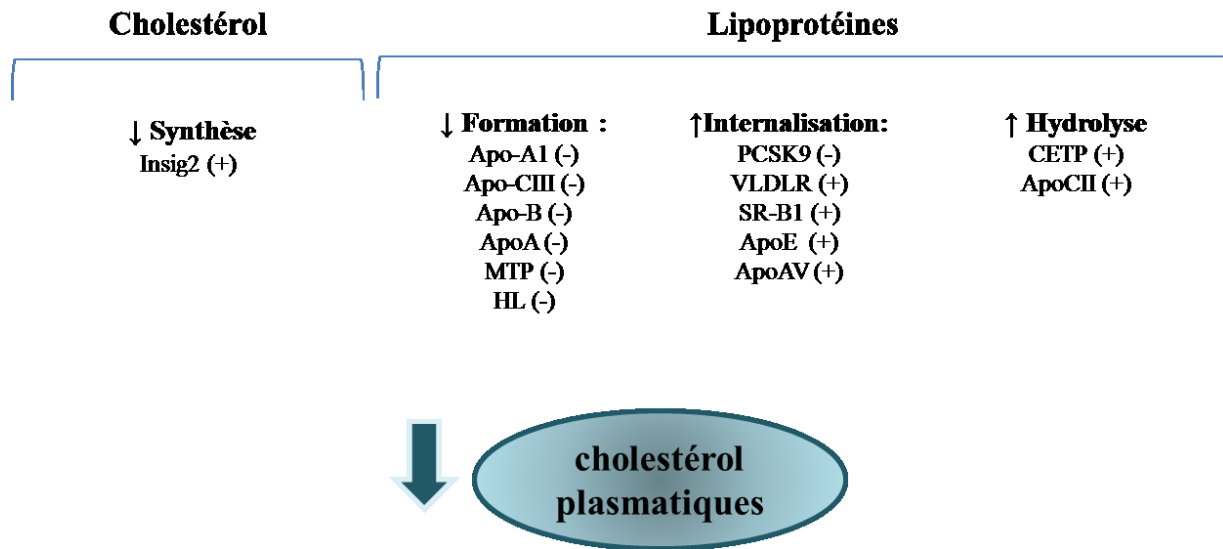 Cholestérol
Lipoprotéines
↓ Synthèse
Insig2 (+)
↓ Formation :
Apo-A1 (-)
Apo-CIII (-)
Apo-B (-)
ApoA (-)
MTP (-)
HL (-)
↑Internalisation:
PCSK9 (-)
VLDLR (+)
SR-B1 (+)
ApoE (+)
ApoAV (+)
↑ Hydrolyse
CETP (+)
ApoCII (+)
cholestérol
plasmatiques